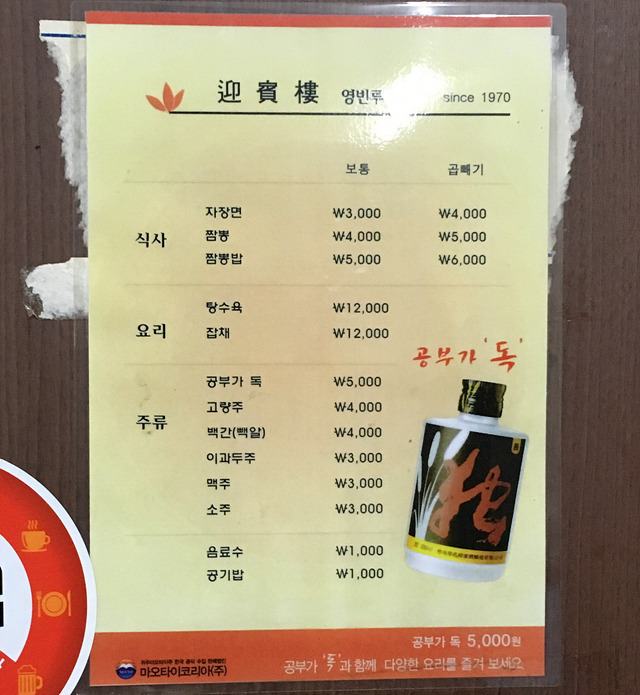 迎賓樓 영빈루 since 1970
보통 곱빼기
식사
자장면 ₩3,000 ₩4,000
짬뽕 ₩4,000 ₩5,000
짬뽕밥 ₩5,000 ₩6,000
요리
탕수육 ₩12,000
잡채 ₩12,000
공부가 '독'
주류
공부가 독 ₩5,000
고량주 ₩4,000
백간(빽알) ₩4,000
이과두주 ₩3,000
맥주 ₩3,000
소주 ₩3,000
음료수 ₩1,000
공기밥 ₩1,000
공부가 독 5,000원
마오타이코리아(주)
공부가 '독'과 함께 다양한 요리를 즐겨 보세요